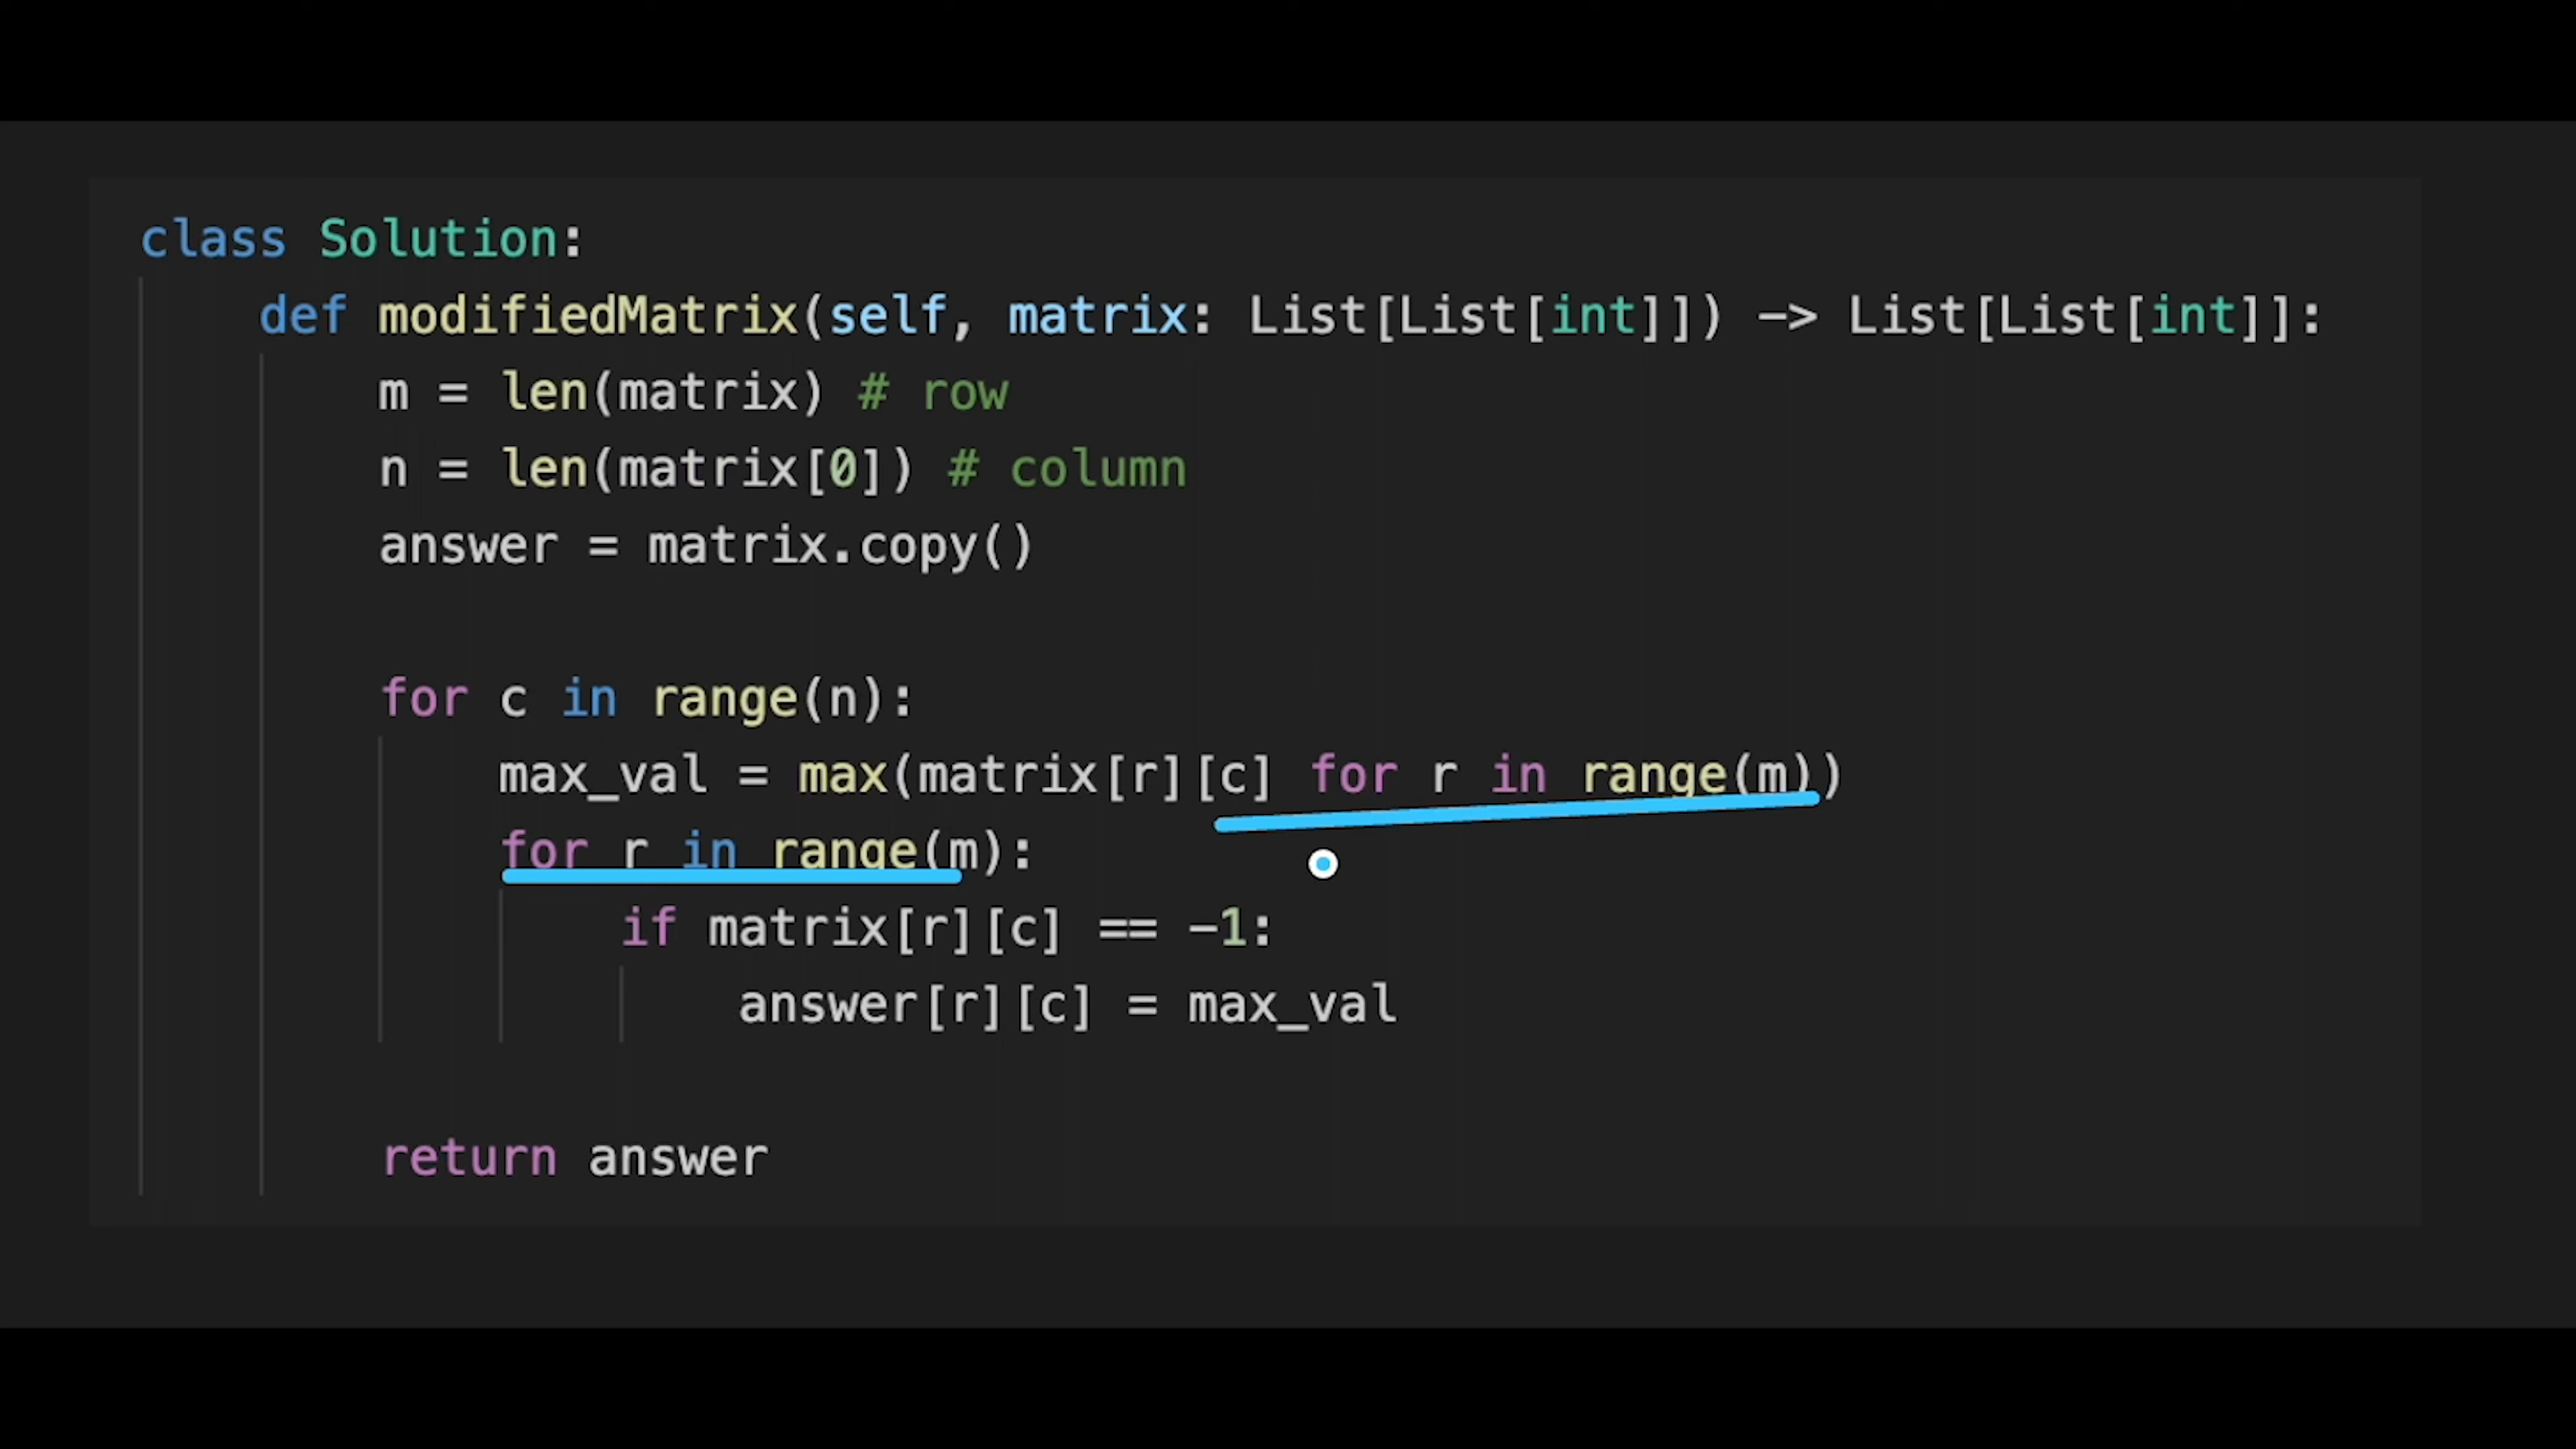 class Solution:
def modifiedMatrix(self, matrix: List[List[int]]) -> List[List[int]]:
m = len(matrix) # row
n = len(matrix[0]) # column
answer = matrix.copy()
for c in range(n):
max_val = max(matrix[r][c] for r in range(m))
for r in range(m):
if matrix[r][c] == -1:
answer[r][c] = max_val
return answer